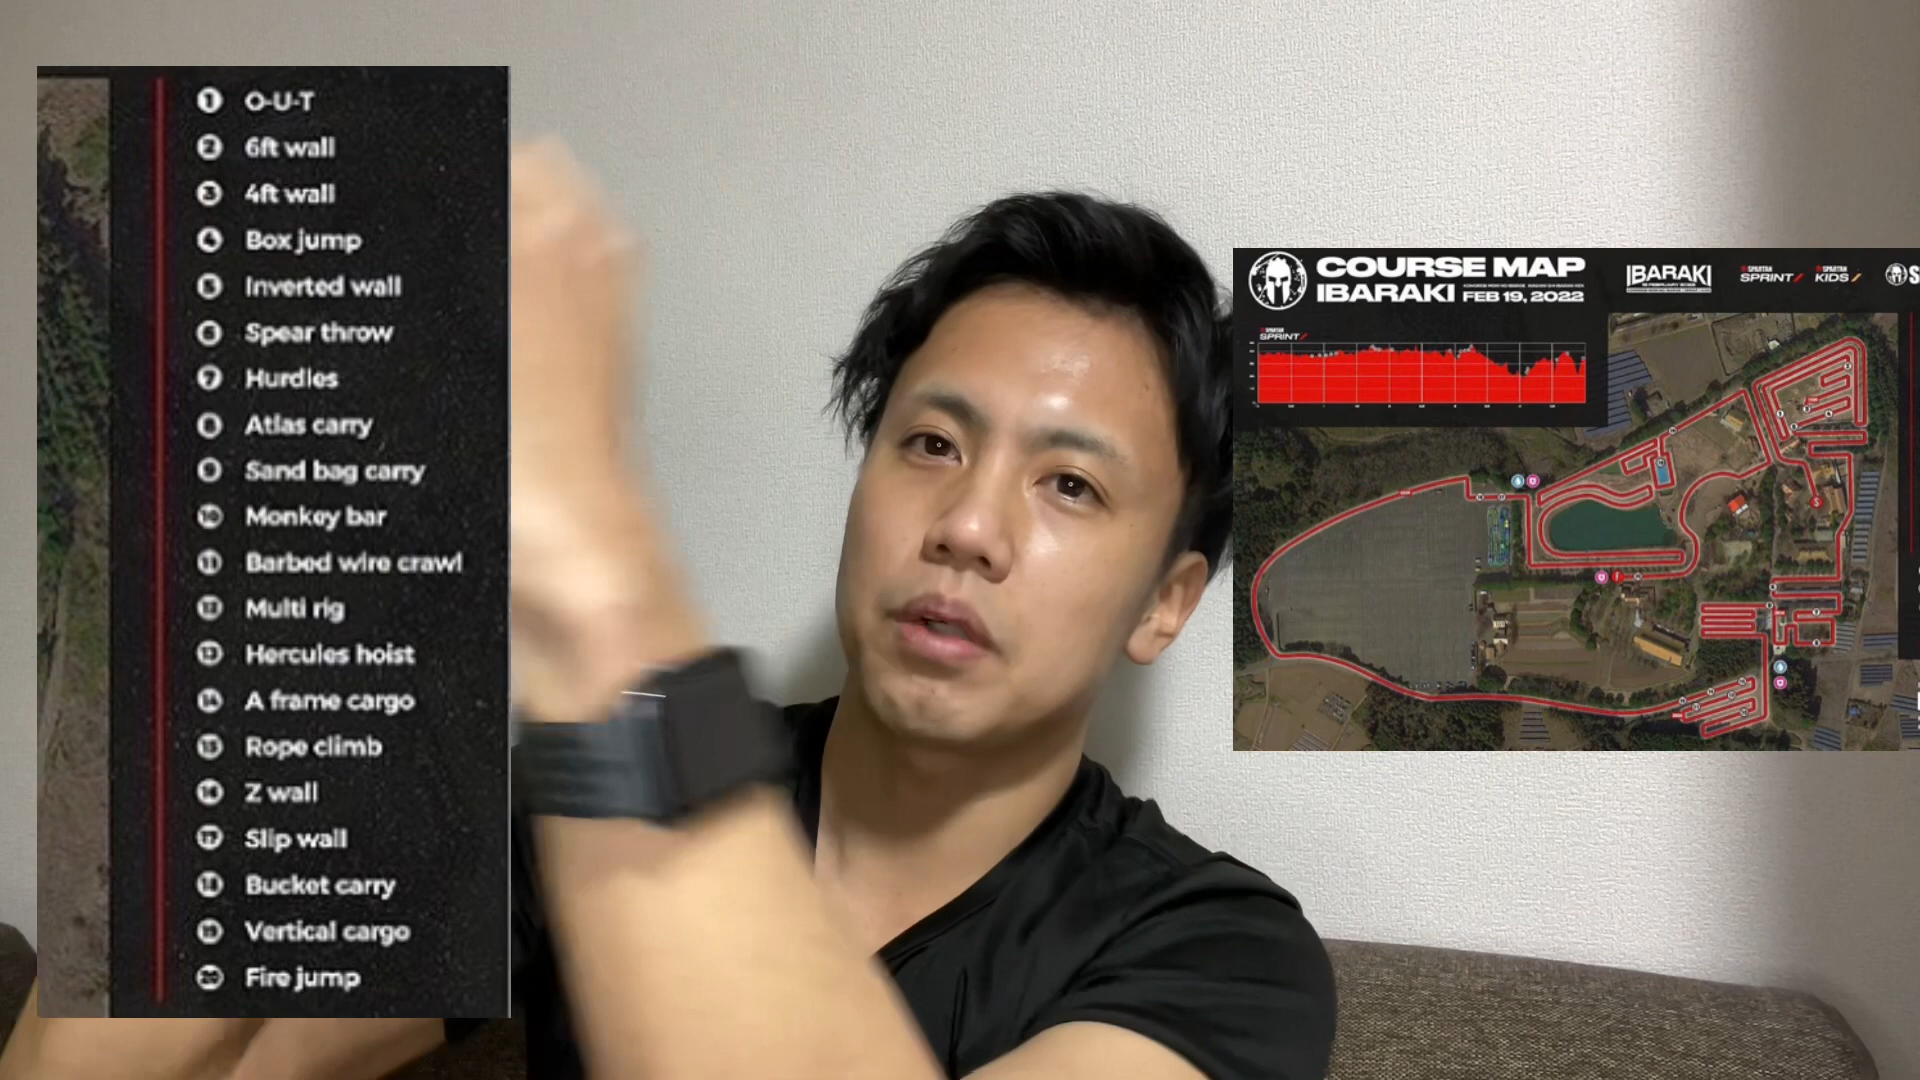 1 O-U-T
2 6ft wall
3 4ft wall
4 Box jump
5 Inverted wall
6 Spear throw
7 Hurdles
8 Atlas carry
9 Sand bag carry
10 Monkey bar
11 Barbed wire crawl
12 Multi rig
13 Hercules hoist
14 A frame cargo
15 Rope climb
16 Z wall
17 Slip wall
18 Bucket carry
19 Vertical cargo
20 Fire jump
COURSE MAP
IBARAKI FEB 19, 2022
IBARAKI
SPARTAN
SPRINT
SPARTAN
KIDS
SPARTAN
SPRINT